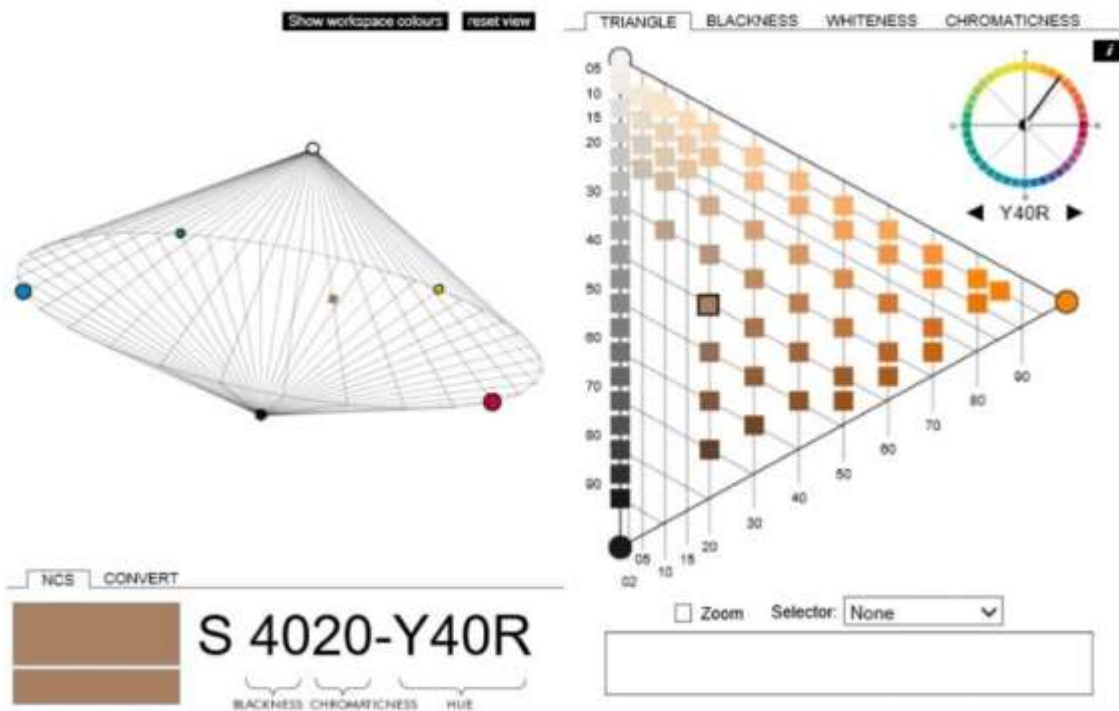 Show workspace colours reset view
TRIANGLE BLACKNESS WHITENESS CHROMATICNESS
i
05
10
15
20
30
40
50
60
70
80
90
Y40R
90
80
70
60
50
40
30
20
15
10
05
02
NCS CONVERT
S 4020-Y40R
BLACKNESS CHROMATICNESS HUE
Zoom Selector: None